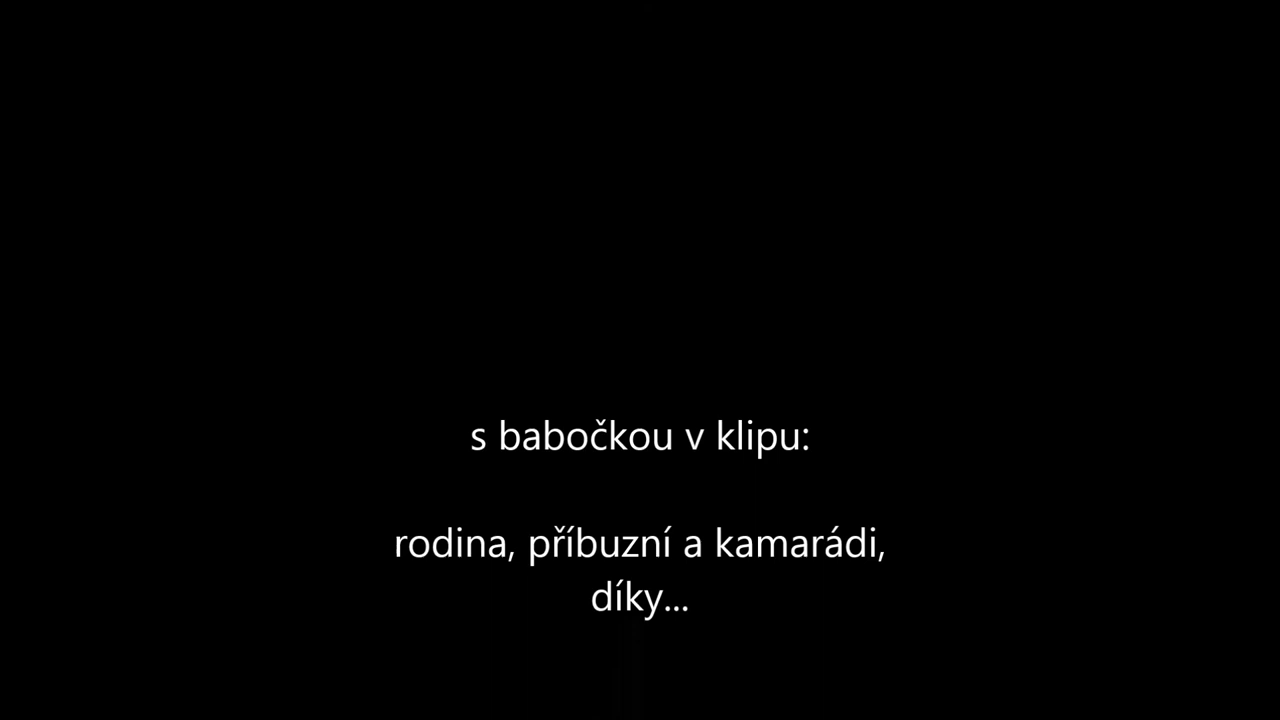 s babočkou v klipu:
rodina, příbuzní a kamarádi,
díky...